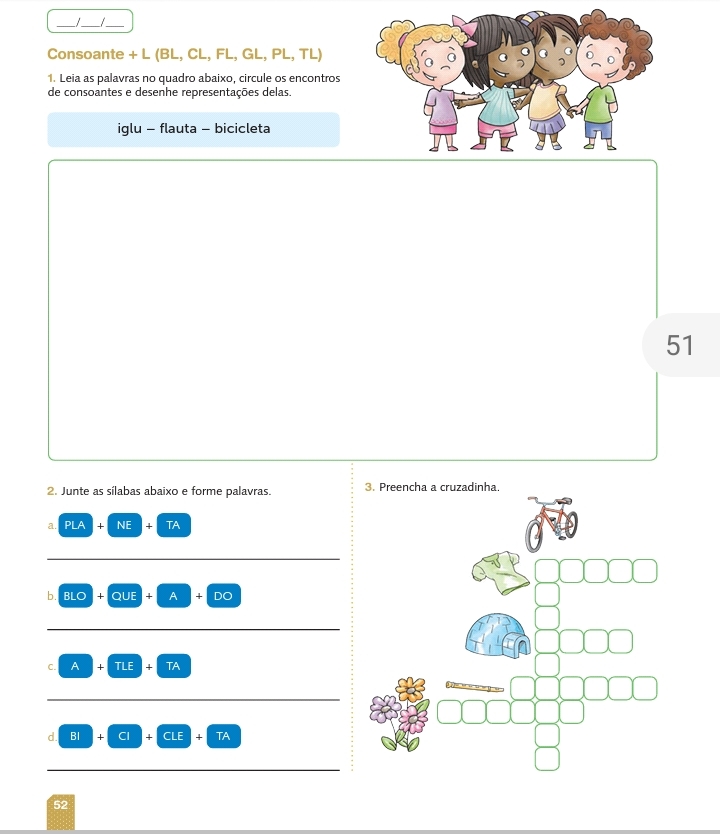 ___/___/___
Consoante + L (BL, CL, FL, GL, PL, TL)
1. Leia as palavras no quadro abaixo, circule os encontros
de consoantes e desenhe representações delas.
iglu – flauta – bicicleta
51
2. Junte as sílabas abaixo e forme palavras.
a. PLA + NE + TA
b. BLO + QUE + A + DO
c. A + TLE + TA
d. BI + CI + CLE + TA
3. Preencha a cruzadinha.
52